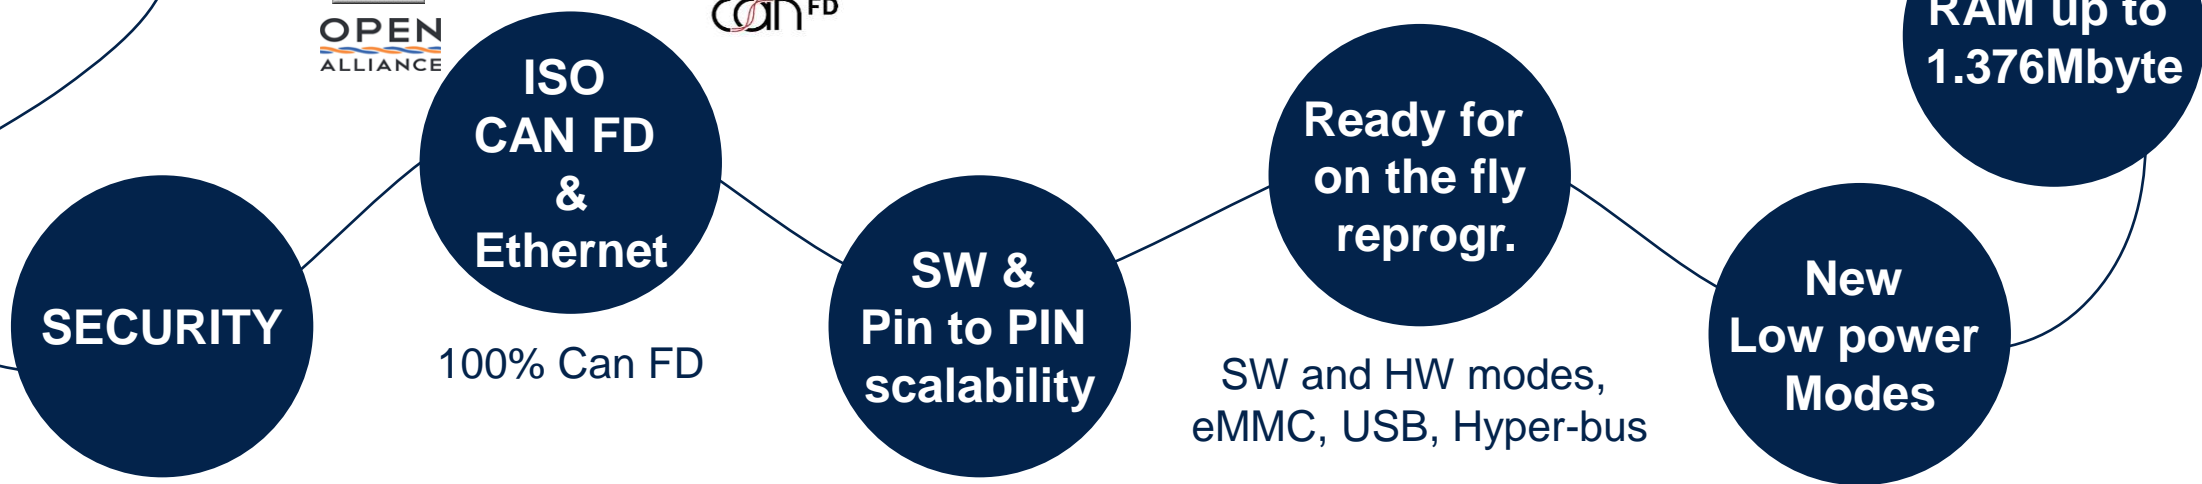 OPEN
ALLIANCE
can FD
RAM up to
1.376Mbyte
ISO
CAN FD
&
Ethernet
100% Can FD
Ready for
on the fly
reprogr.
SW and HW modes,
eMMC, USB, Hyper-bus
SECURITY
SW &
Pin to PIN
scalability
New
Low power
Modes